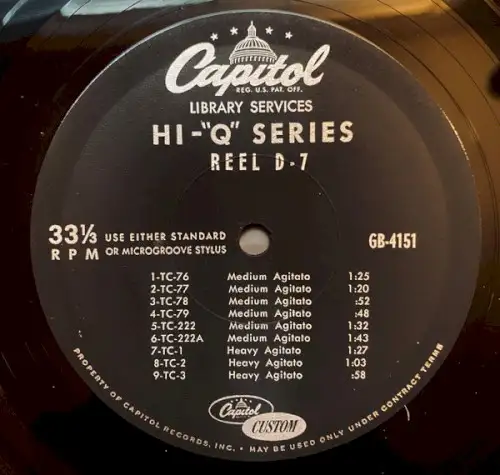 Capitol
REG. U.S. PAT. OFF.
LIBRARY SERVICES
HI-"Q" SERIES
REEL D-7
33⅓ USE EITHER STANDARD
RPM OR MICROGROOVE STYLUS
GB-4151
1-TC-76 Medium Agitato 1:25
2-TC-77 Medium Agitato 1:20
3-TC-78 Medium Agitato :52
4-TC-79 Medium Agitato :48
5-TC-222 Medium Agitato 1:32
6-TC-222A Medium Agitato 1:43
7-TC-1 Heavy Agitato 1:27
8-TC-2 Heavy Agitato 1:03
9-TC-3 Heavy Agitato :58
Capitol
CUSTOM
PROPERTY OF CAPITOL RECORDS, INC. • MAY BE USED ONLY UNDER CONTRACT TERMS